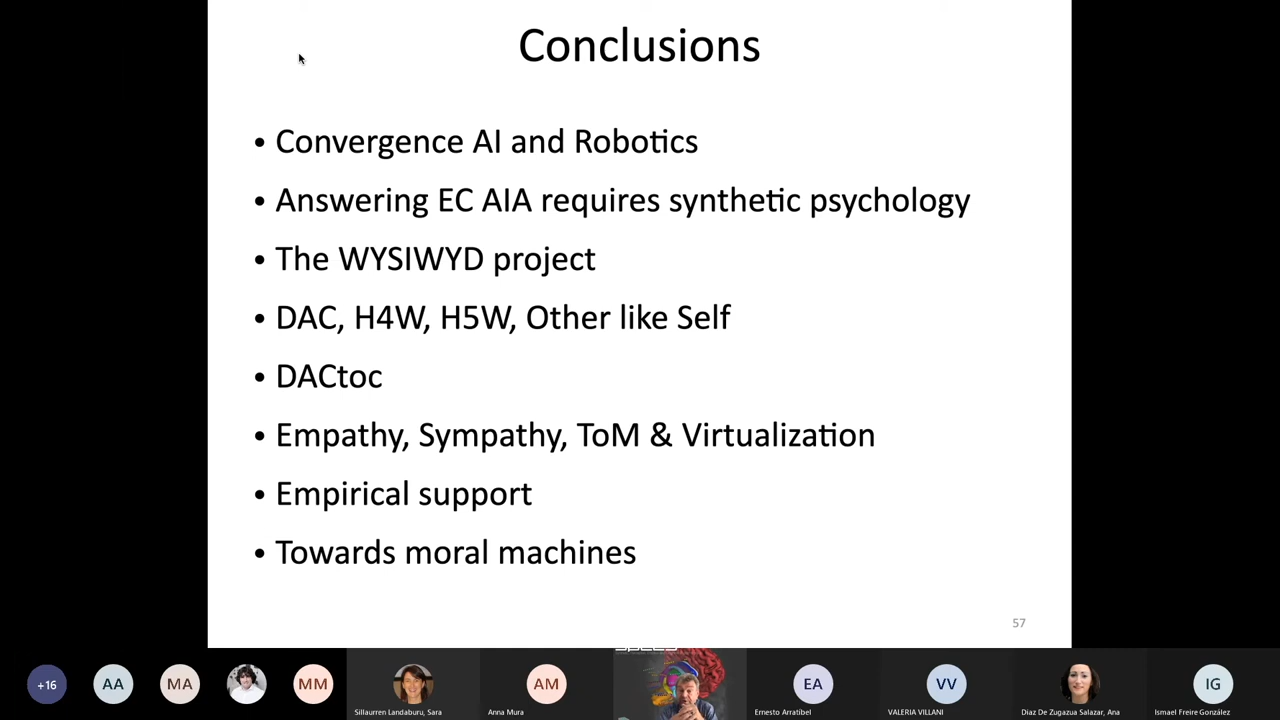 Conclusions
• Convergence AI and Robotics
• Answering EC AIA requires synthetic psychology
• The WYSIWYD project
• DAC, H4W, H5W, Other like Self
• DACtoc
• Empathy, Sympathy, ToM & Virtualization
• Empirical support
• Towards moral machines
57
+16
AA
MA
MM
Sillaurren Landaburu, Sara
AM
Anna Mura
EA
Ernesto Arratibel
VV
VALERIA VILLANI
Díaz De Zugazua Salazar, Ana
IG
Ismael Freire González